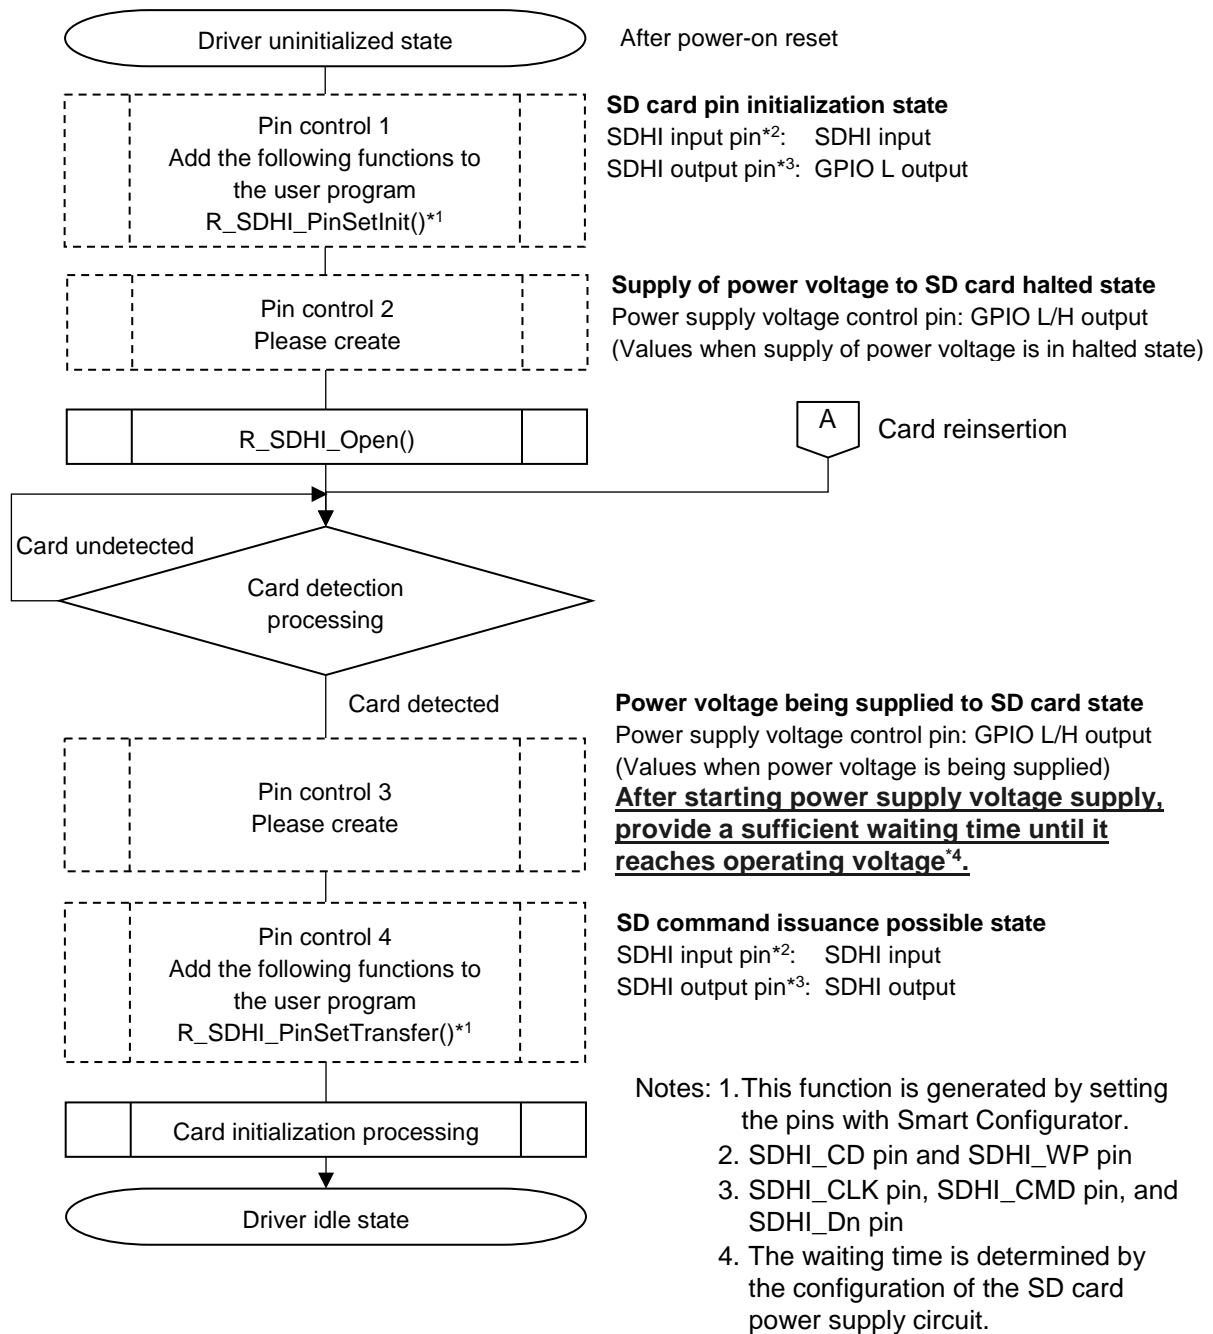 Driver uninitialized state
After power-on reset
Pin control 1
Add the following functions to
the user program
R_SDHI_PinSetInit()*1
SD card pin initialization state
SDHI input pin*2: SDHI input
SDHI output pin*3: GPIO L output
Pin control 2
Please create
Supply of power voltage to SD card halted state
Power supply voltage control pin: GPIO L/H output
(Values when supply of power voltage is in halted state)
R_SDHI_Open()
A
Card reinsertion
Card undetected
Card detection
processing
Card detected
Pin control 3
Please create
Power voltage being supplied to SD card state
Power supply voltage control pin: GPIO L/H output
(Values when power voltage is being supplied)
After starting power supply voltage supply,
provide a sufficient waiting time until it
reaches operating voltage*4.
Pin control 4
Add the following functions to
the user program
R_SDHI_PinSetTransfer()*1
SD command issuance possible state
SDHI input pin*2: SDHI input
SDHI output pin*3: SDHI output
Card initialization processing
Driver idle state
Notes: 1.This function is generated by setting
the pins with Smart Configurator.
2. SDHI_CD pin and SDHI_WP pin
3. SDHI_CLK pin, SDHI_CMD pin, and
SDHI_Dn pin
4. The waiting time is determined by
the configuration of the SD card
power supply circuit.